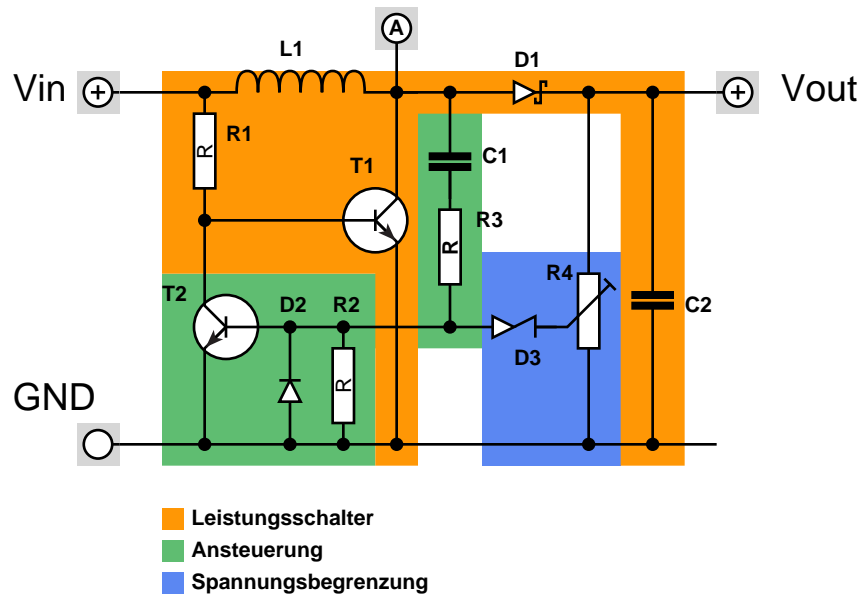 A
L1
D1
Vin
+
+
Vout
R
R1
T1
C1
R3
R
T2
D2
R2
R4
C2
D3
R
GND
Leistungsschalter
Ansteuerung
Spannungsbegrenzung